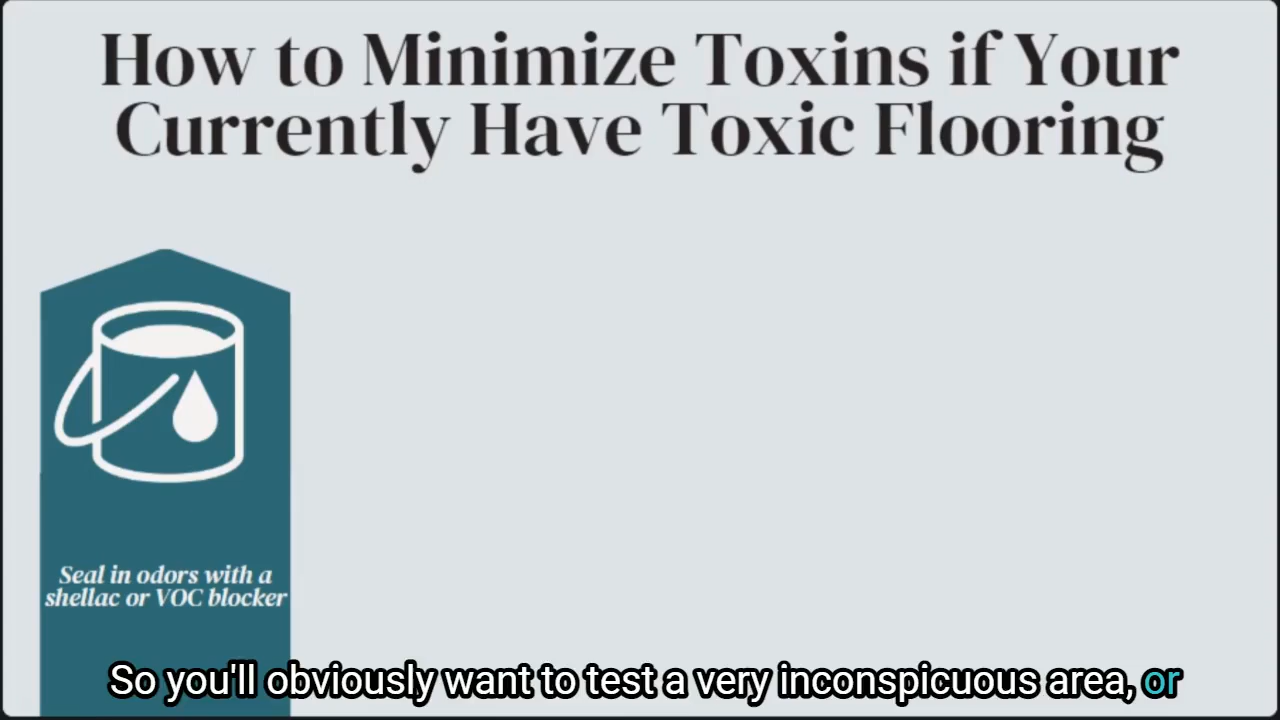 How to Minimize Toxins if Your
Currently Have Toxic Flooring
Seal in odors with a
shellac or VOC blocker
So you'll obviously want to test a very inconspicuous area, or